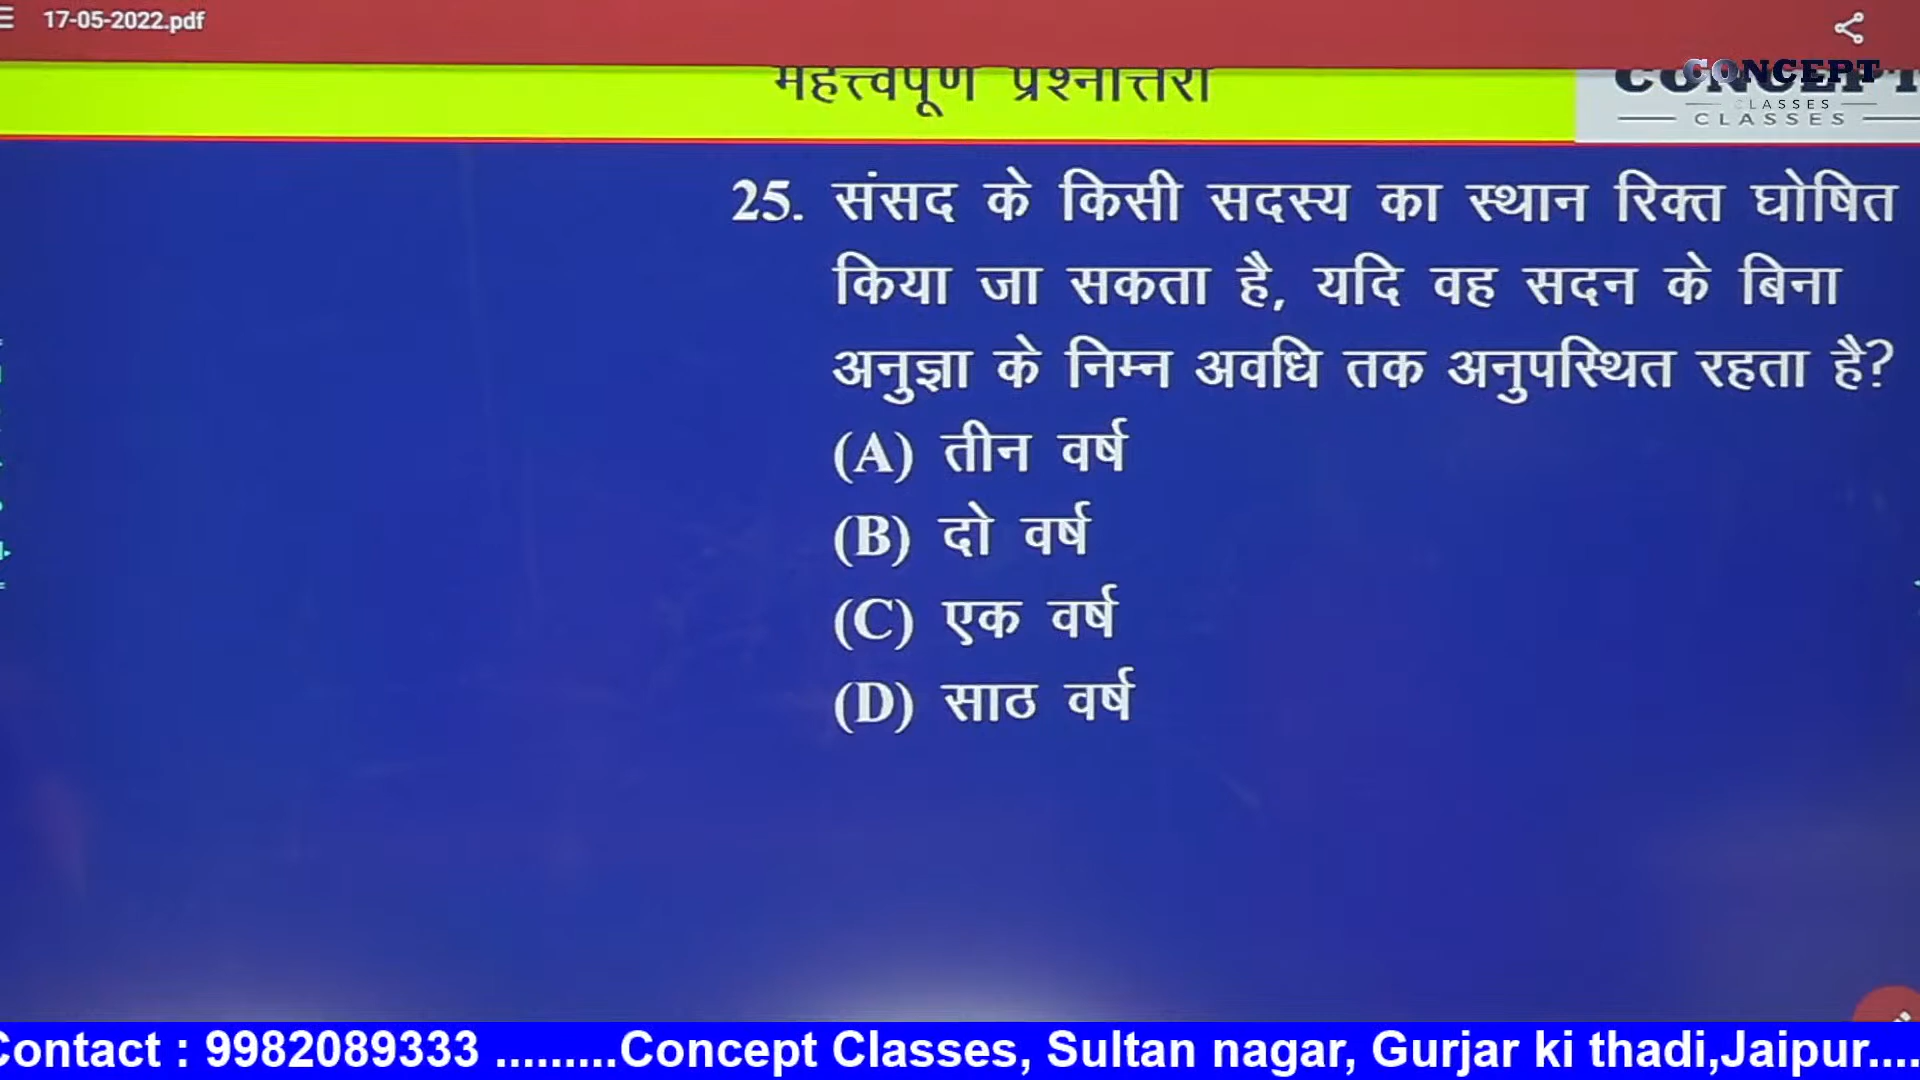 17-05-2022.pdf
महत्त्वपूर्ण प्रश्नोत्तरी
CONCEPT
CLASSES
CLASSES
25. संसद के किसी सदस्य का स्थान रिक्त घोषित
किया जा सकता है, यदि वह सदन के बिना
अनुज्ञा के निम्न अवधि तक अनुपस्थित रहता है?
(A) तीन वर्ष
(B) दो वर्ष
(C) एक वर्ष
(D) साठ वर्ष
Contact : 9982089333 .........Concept Classes, Sultan nagar, Gurjar ki thadi,Jaipur....